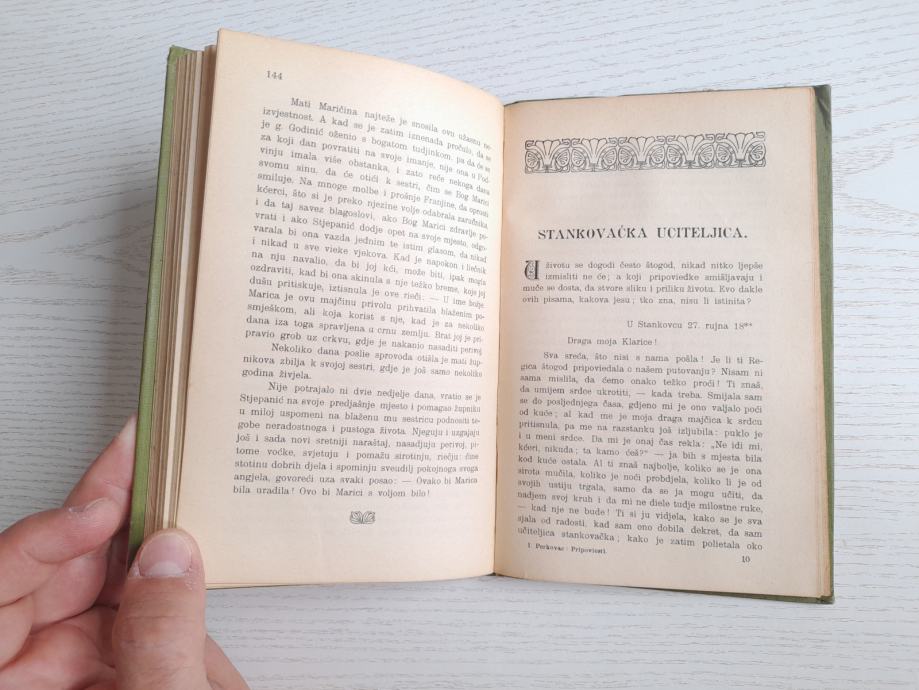 144
Mati Maričina najteže je snosila ovu užasnu ne-
izvjestnost. A kad se je zatim iznenada pročulo, da se
je g. Godinić oženio s bogatom tudjinkom, pa da će se
za koji dan povratiti na svoje imanje, nije ona u Pod-
vinju imala više obstanka, i zato reče nekoga dana
svomu sinu, da će otići k sestri, čim se Bog Marici
smiluje. Na mnoge molbe i prošnje Franjine, da oprosti
kćerci, što si je preko njezine volje odabrala zaručnika,
i da taj savez blagoslovi, ako Bog Marici zdravlje po-
vrati i ako Stjepanić dodje opet na svoje mjesto, odgo-
varala bi ona vazda jednim te istim glasom, da nikad
i nikad u sve vieke vjekova. Kad je napokon i liečnik
na nju navalio, da bi joj kći, može biti, ipak mogla
ozdraviti, kad bi ona skinula s nje težko breme, koje joj
dušu pritiskuje, iztisnula je ove rieči: — U ime božje.
Marica je ovu majčinu privolu prihvatila blaženim po-
smješkom, ali koja korist s nje, kad je za nekoliko
dana iza toga spravljena u crnu zemlju. Brat joj je pri-
pravio grob uz crkvu, gdje je nakanio nasaditi perivoj.
Nekoliko dana poslie sprovoda otišla je mati žup-
nikova zbilja k svojoj sestri, gdje je još samo nekoliko
godina živjela.
Nije potrajalo ni dvie nedjelje dana, vratio se je
Stjepanić na svoje predjašnje mjesto i pomagao župniku
u miloj uspomeni na blaženu mu sestricu podnositi te-
gobe neradostnoga i pustoga života. Njeguju i uzgajaju
još i sada novi sretniji naraštaj, nasadjuju perivoj, pi-
tome voćke, svjetuju i pomažu sirotinju, riečju: čine
stotinu dobrih djela i spominju sveudilj pokojnoga svoga
angjela, govoreći uza svaki posao: — Ovako bi Marica
bila uradila! Ovo bi Marici s voljom bilo!
STANKOVAČKA UČITELJICA.
U životu se dogodi često štogod, nikad nitko ljepše
izmisliti ne će; a koji pripoviedke smišljavaju i
muče se dosta, da stvore sliku i priliku životu. Evo dakle
ovih pisama, kakova jesu; tko zna, nisu li istinita?
U Stankovcu 27. rujna 18**
Draga moja Klarice!
Sva sreća, što nisi s nama pošla! Je li ti Re-
gica štogod pripoviedala o našem putovanju? Nisam ni
sama mislila, da ćemo onako težko proći! Ti znaš,
da umijem srdce ukrotiti, — kada treba. Smijala sam
se do posljednjega časa, gdjeno mi je ono valjalo poći
od kuće; al kad me je moja draga majčica k srdcu
pritisnula, pa me na razstanku još izljubila: puklo je
i u meni srdce. Da mi je onaj čas rekla: „Ne idi mi,
kćeri, nikuda; ta kamo ćeš?“ — ja bih s mjesta bila
kod kuće ostala. Al ti znaš najbolje, koliko se je ona
sirota mučila, koliko je noći probdjela, koliko li je od
svojih ustiju trgala, samo da se ja mogu učiti, da
nadjem svoj kruh i da mi ne diele tudje milostne ruke,
— kad nje ne bude! Ti si ju vidjela, kako se je sva
sjala od radosti, kad sam ono dobila dekret, da sam
učiteljica stankovačka; kako je zatim polietala oko
I. Perkovac: Pripoviesti.
10